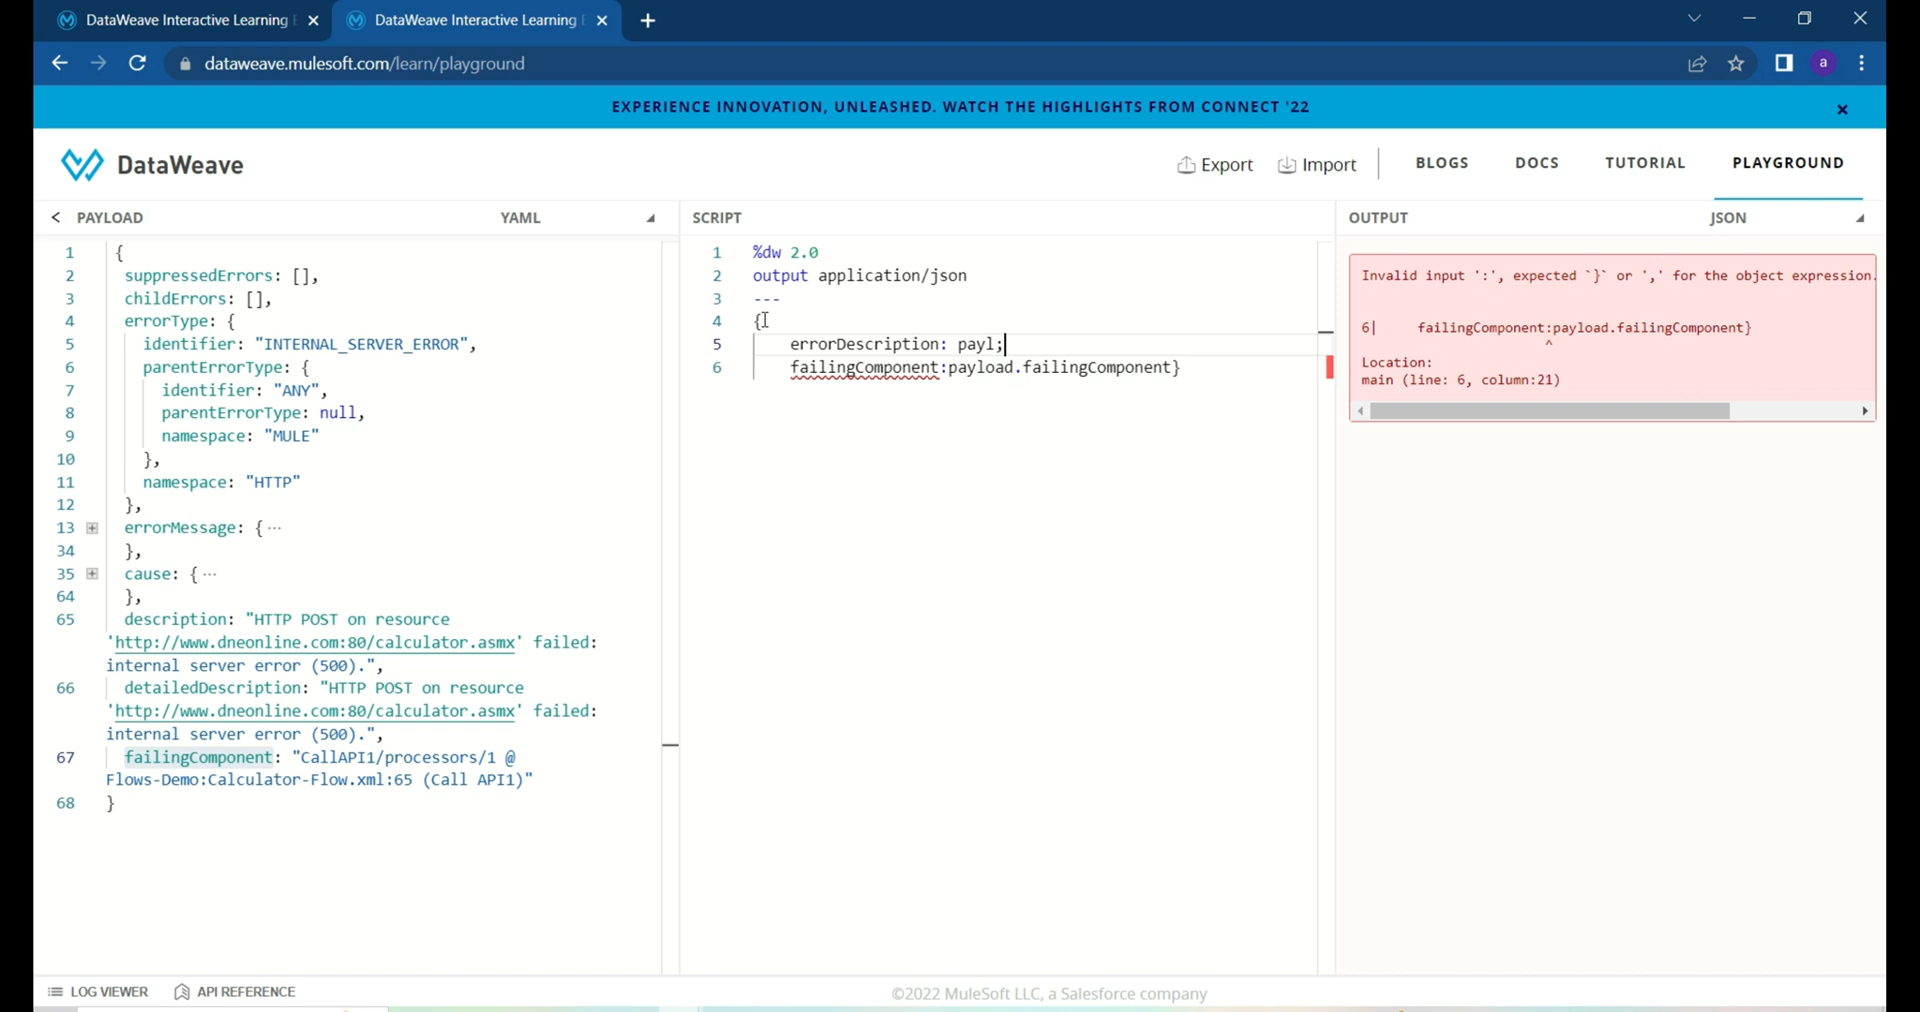 DataWeave Interactive Learning E
DataWeave Interactive Learning E
dataweave.mulesoft.com/learn/playground
a
EXPERIENCE INNOVATION, UNLEASHED. WATCH THE HIGHLIGHTS FROM CONNECT '22
DataWeave
Export
Import
BLOGS
DOCS
TUTORIAL
PLAYGROUND
PAYLOAD
YAML
1 {
2 suppressedErrors: [],
3 childErrors: [],
4 errorType: {
5 identifier: "INTERNAL_SERVER_ERROR",
6 parentErrorType: {
7 identifier: "ANY",
8 parentErrorType: null,
9 namespace: "MULE"
10 },
11 namespace: "HTTP"
12 },
13 errorMessage: {···
34 },
35 cause: {···
64 },
65 description: "HTTP POST on resource
'http://www.dneonline.com:80/calculator.asmx' failed:
internal server error (500).",
66 detailedDescription: "HTTP POST on resource
'http://www.dneonline.com:80/calculator.asmx' failed:
internal server error (500).",
67 failingComponent: "CallAPI1/processors/1 @
Flows-Demo:Calculator-Flow.xml:65 (Call API1)"
68 }
SCRIPT
1 %dw 2.0
2 output application/json
3 ---
4 {
5 errorDescription: payl;
6 failingComponent:payload.failingComponent}
OUTPUT
JSON
Invalid input ':', expected `}` or ',' for the object expression.
6| failingComponent:payload.failingComponent}
^
Location:
main (line: 6, column:21)
LOG VIEWER
API REFERENCE
©2022 MuleSoft LLC, a Salesforce company